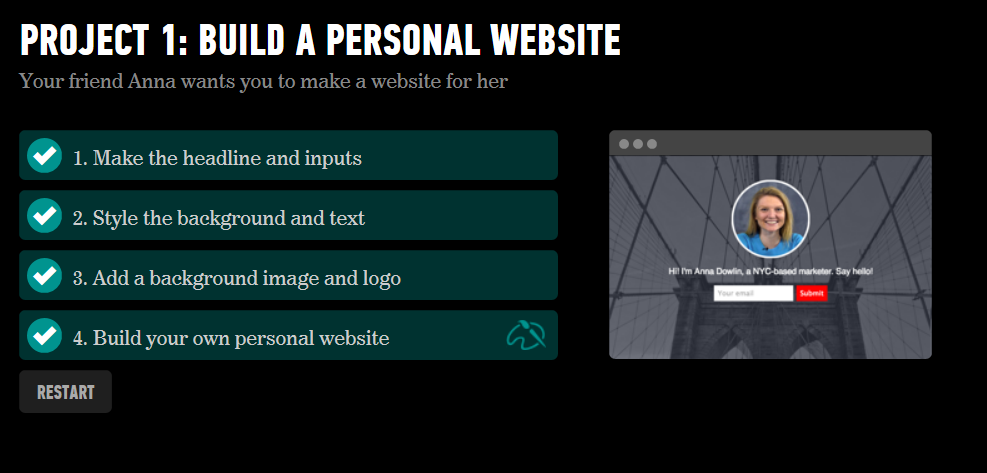 PROJECT 1: BUILD A PERSONAL WEBSITE
Your friend Anna wants you to make a website for her
1. Make the headline and inputs
2. Style the background and text
3. Add a background image and logo
4. Build your own personal website
RESTART
Hi! I'm Anna Dowlin, a NYC-based marketer. Say hello!
Your email
Submit